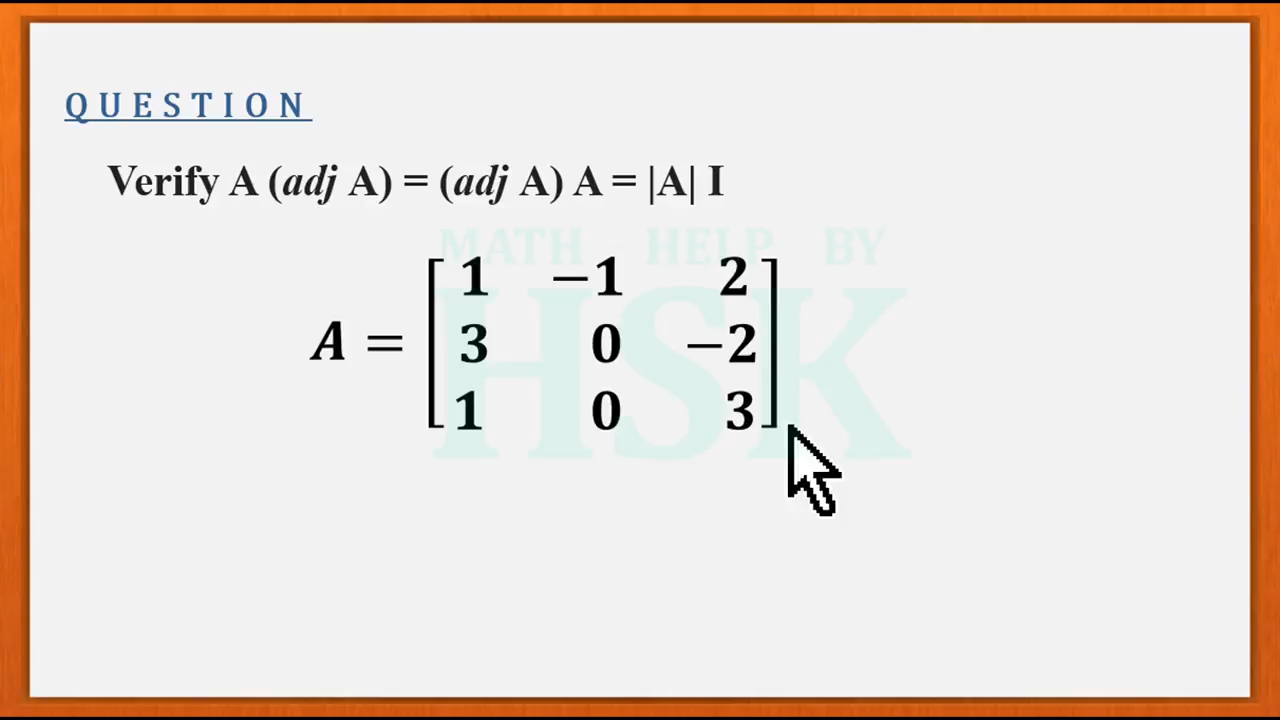 QUESTION
Verify A (adj A) = (adj A) A = |A| I
MATH - HELP BY
HSK
A = [1 −1 2
3 0 −2
1 0 3]